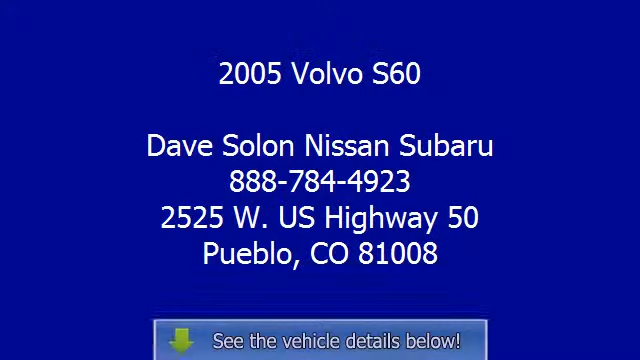 2005 Volvo S60
Dave Solon Nissan Subaru
888-784-4923
2525 W. US Highway 50
Pueblo, CO 81008
See the vehicle details below!